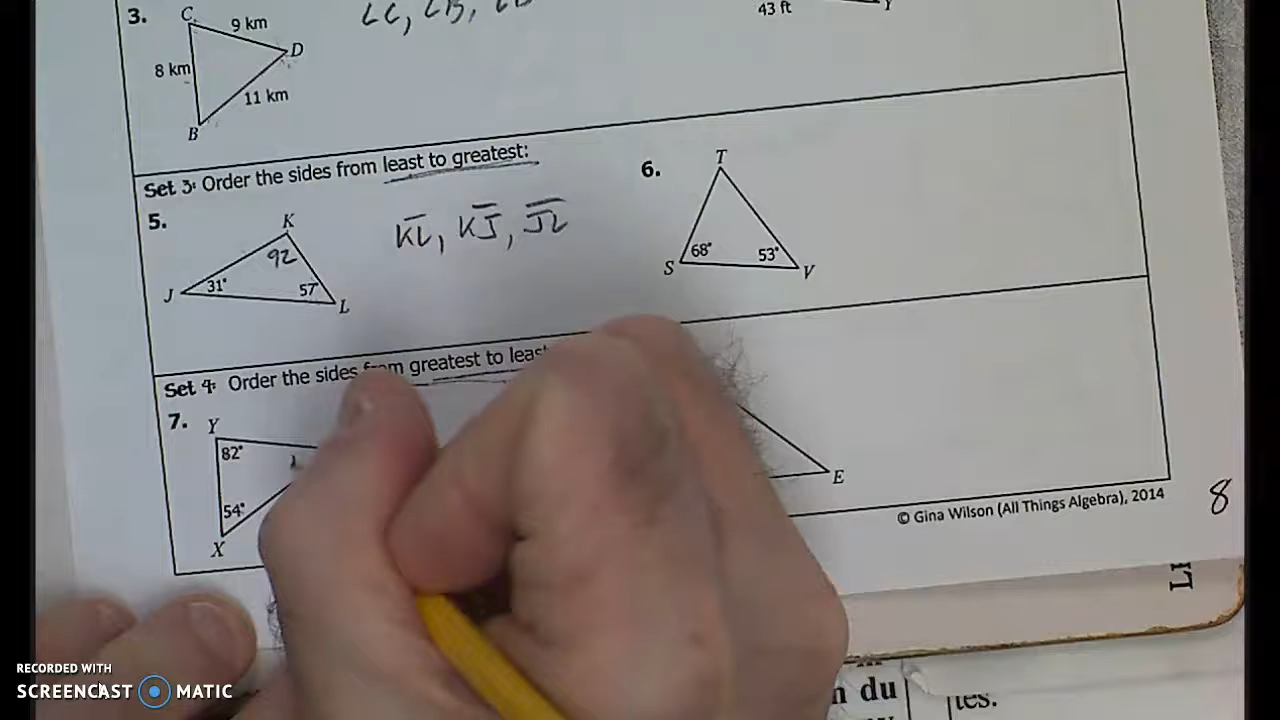 3.
C
9 km
D
8 km
11 km
B
∠C, ∠B,
43 ft
Y
Set 3: Order the sides from least to greatest:
5.
K
92
J
31°
57°
L
KL, KJ, JL
6.
T
S
68°
53°
V
Set 4: Order the sides from greatest to least
7.
Y
82°
54°
X
E
© Gina Wilson (All Things Algebra), 2014
8
du
tes.
RECORDED WITH
SCREENCAST MATIC